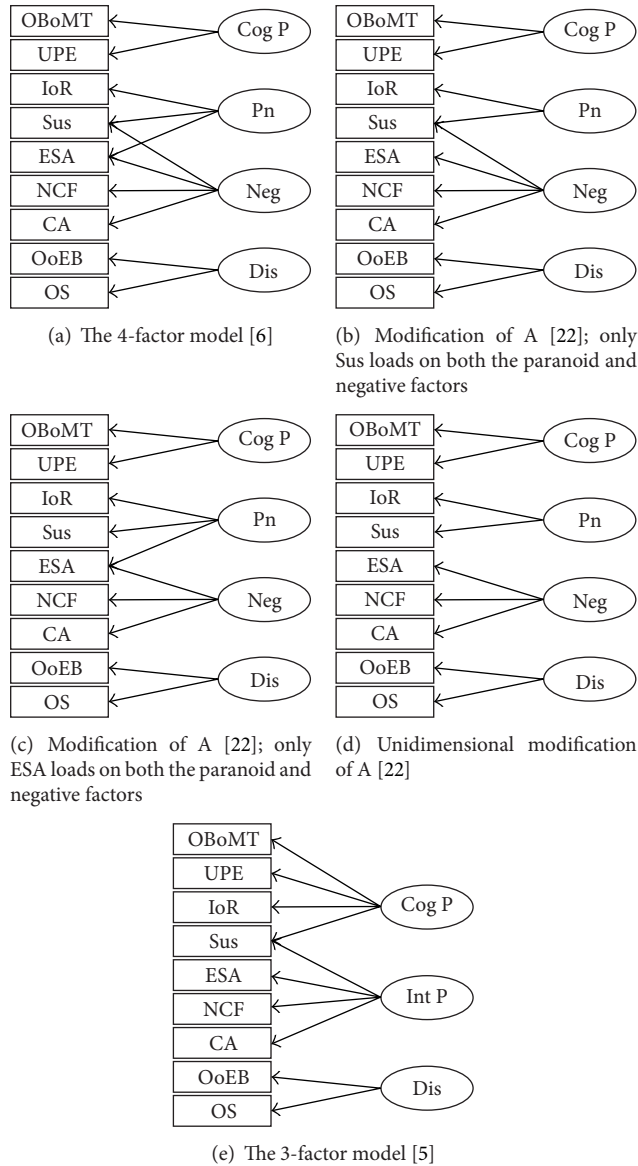 OBoMT
UPE
IoR
Sus
ESA
NCF
CA
OoEB
OS
Cog P
Pn
Neg
Dis
(a) The 4-factor model [6]
OBoMT
UPE
IoR
Sus
ESA
NCF
CA
OoEB
OS
Cog P
Pn
Neg
Dis
(b) Modification of A [22]; only
Sus loads on both the paranoid and
negative factors
OBoMT
UPE
IoR
Sus
ESA
NCF
CA
OoEB
OS
Cog P
Pn
Neg
Dis
(c) Modification of A [22]; only
ESA loads on both the paranoid and
negative factors
OBoMT
UPE
IoR
Sus
ESA
NCF
CA
OoEB
OS
Cog P
Pn
Neg
Dis
(d) Unidimensional modification
of A [22]
OBoMT
UPE
IoR
Sus
ESA
NCF
CA
OoEB
OS
Cog P
Int P
Dis
(e) The 3-factor model [5]